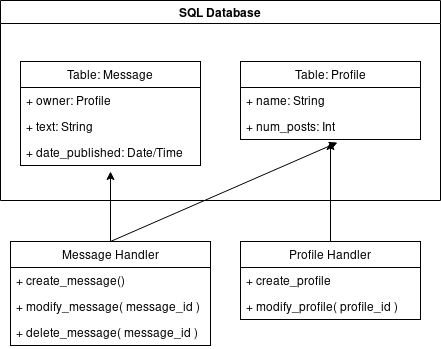 SQL Database
Table: Message
+ owner: Profile
+ text: String
+ date_published: Date/Time
Table: Profile
+ name: String
+ num_posts: Int
Message Handler
+ create_message()
+ modify_message( message_id )
+ delete_message( message_id )
Profile Handler
+ create_profile
+ modify_profile( profile_id )